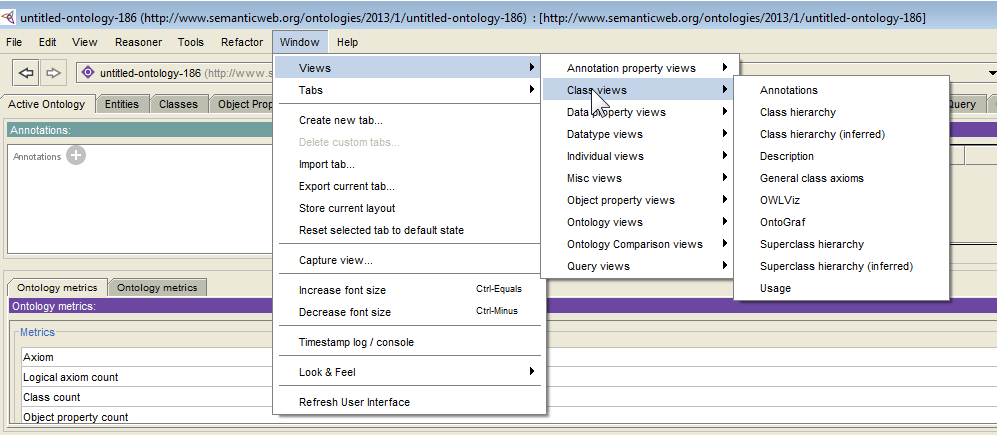 untitled-ontology-186 (http://www.semanticweb.org/ontologies/2013/1/untitled-ontology-186) : [http://www.semanticweb.org/ontologies/2013/1/untitled-ontology-186]
File Edit View Reasoner Tools Refactor Window Help
untitled-ontology-186 (http://www.s
Active Ontology Entities Classes Object Prop Query
Annotations:
Annotations
Views
Tabs
Create new tab...
Delete custom tabs...
Import tab...
Export current tab...
Store current layout
Reset selected tab to default state
Capture view...
Increase font size Ctrl-Equals
Decrease font size Ctrl-Minus
Timestamp log / console
Look & Feel
Refresh User Interface
Annotation property views
Class views
Data property views
Datatype views
Individual views
Misc views
Object property views
Ontology views
Ontology Comparison views
Query views
Annotations
Class hierarchy
Class hierarchy (inferred)
Description
General class axioms
OWLViz
OntoGraf
Superclass hierarchy
Superclass hierarchy (inferred)
Usage
Ontology metrics Ontology metrics
Ontology metrics:
Metrics
Axiom
Logical axiom count
Class count
Object property count